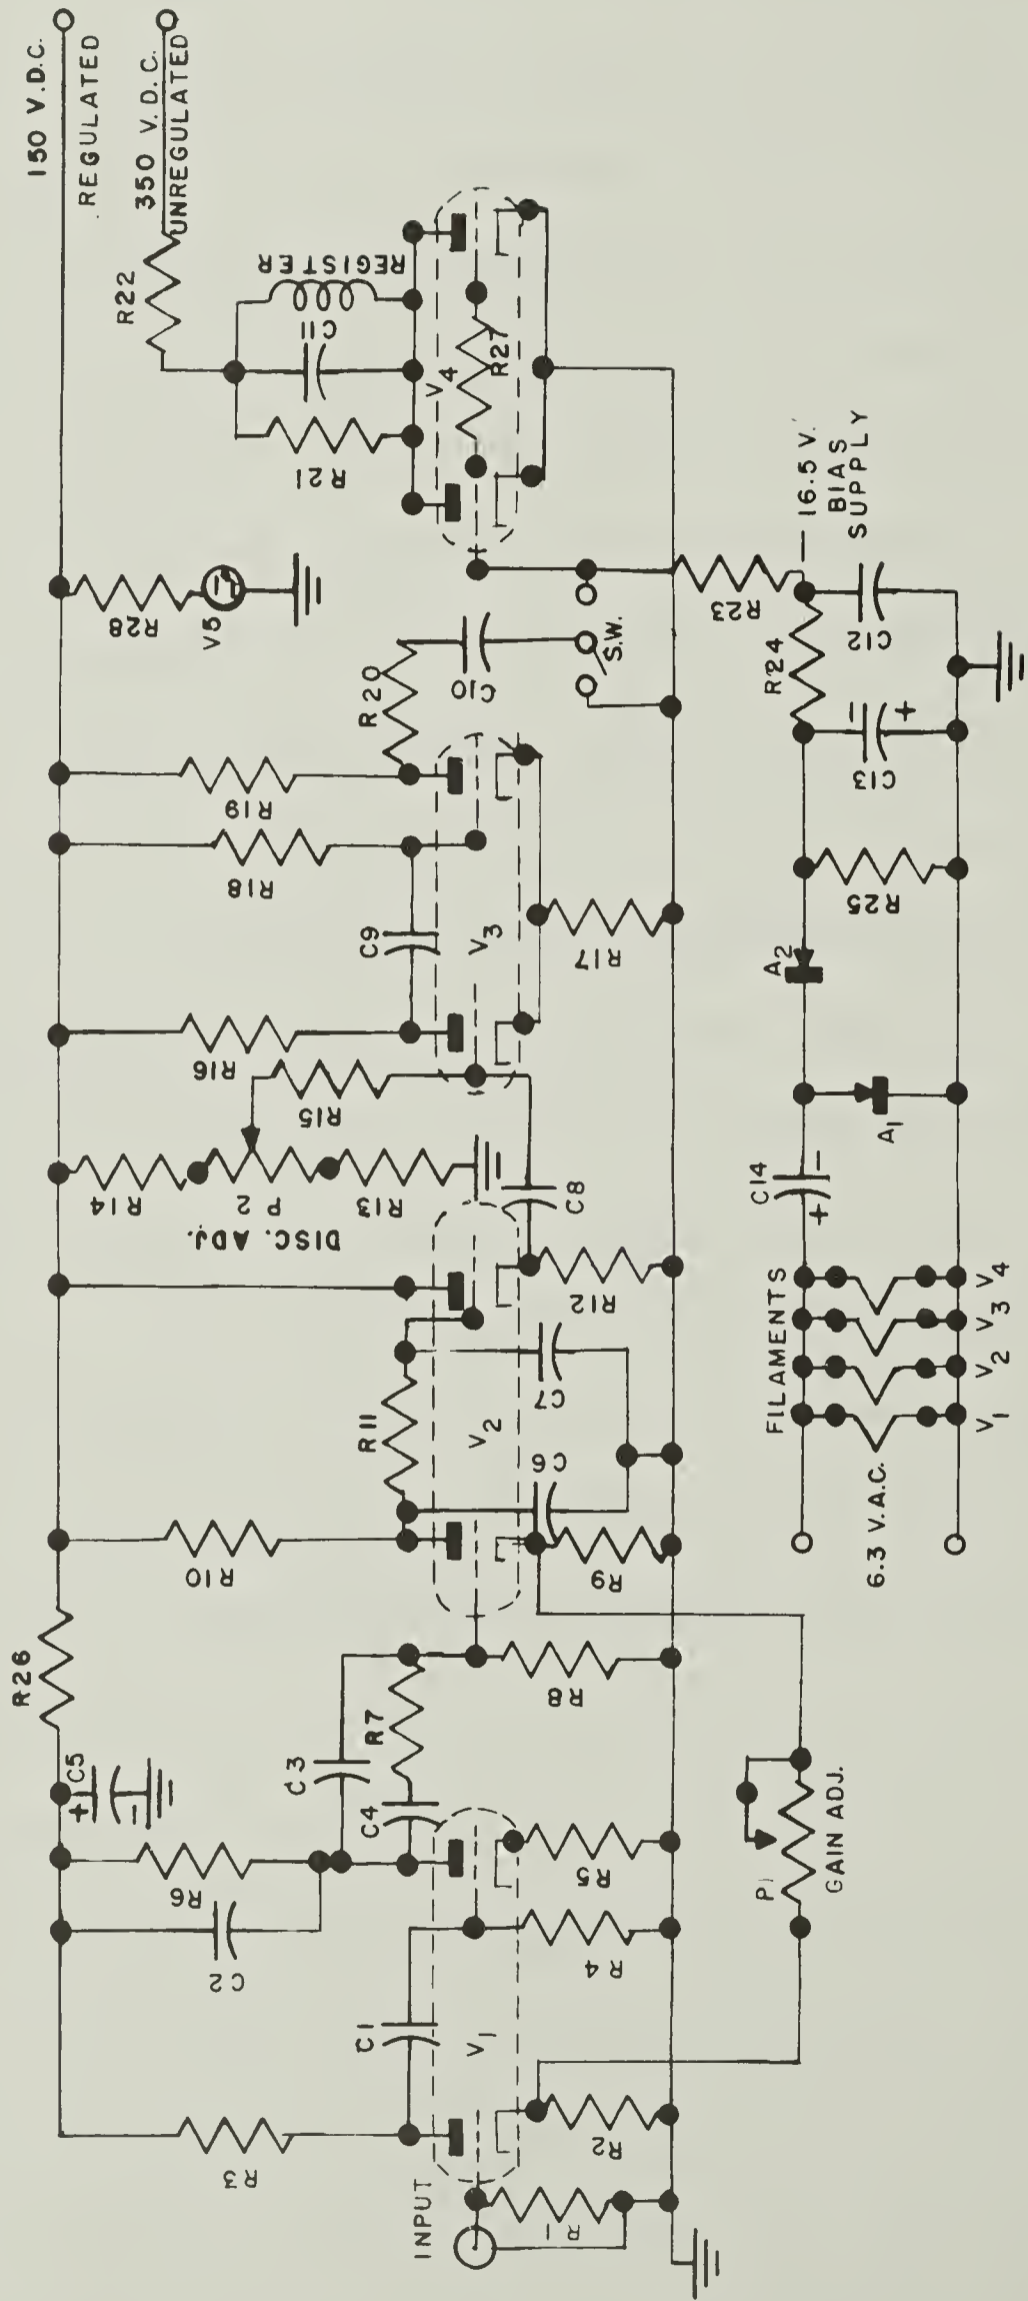 150 V.D.C.
REGULATED
350 V.D.C.
UNREGULATED
R22
R26
C5
R6
C2
R3
C3
R7
C4
C1
V1
INPUT
R1
R2
R4
R5
R8
P1
GAIN ADJ.
R10
R11
V2
C6
C7
R9
R12
C8
R14
P2
R13
DISC. ADJ.
R15
R16
C9
V3
R18
R19
R17
R20
C10
S.W.
R28
V5
R21
C11
REGISTER
V4
R27
R23
-16.5 V.
BIAS
SUPPLY
R24
C12
C13
R25
A2
A1
C14
FILAMENTS
6.3 V.A.C.
V1
V2
V3
V4